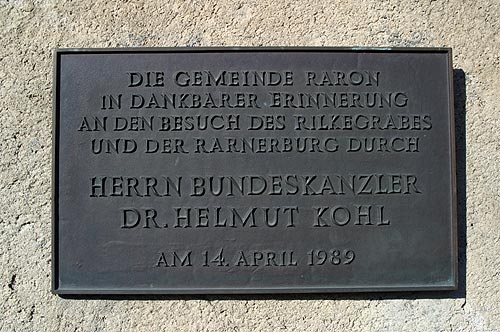 DIE GEMEINDE RARON
IN DANKBARER ERINNERUNG
AN DEN BESUCH DES RILKEGRABES
UND DER RARNERBURG DURCH
HERRN BUNDESKANZLER
DR. HELMUT KOHL
AM 14. APRIL 1989